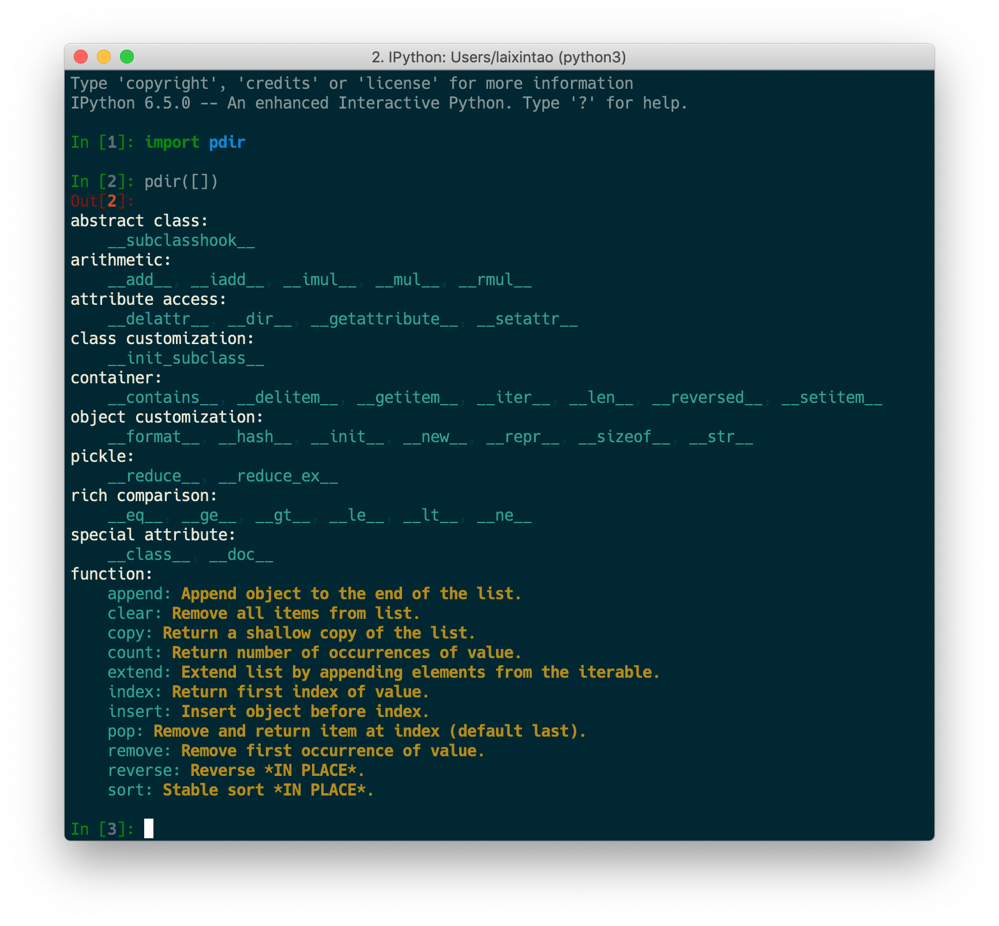 2. IPython: Users/laixintao (python3)
Type 'copyright', 'credits' or 'license' for more information
IPython 6.5.0 -- An enhanced Interactive Python. Type '?' for help.
In [1]: import pdir
In [2]: pdir([])
Out[2]:
abstract class:
    __subclasshook__
arithmetic:
    __add__, __iadd__, __imul__, __mul__, __rmul__
attribute access:
    __delattr__, __dir__, __getattribute__, __setattr__
class customization:
    __init_subclass__
container:
    __contains__, __delitem__, __getitem__, __iter__, __len__, __reversed__, __setitem__
object customization:
    __format__, __hash__, __init__, __new__, __repr__, __sizeof__, __str__
pickle:
    __reduce__, __reduce_ex__
rich comparison:
    __eq__, __ge__, __gt__, __le__, __lt__, __ne__
special attribute:
    __class__, __doc__
function:
    append: Append object to the end of the list.
    clear: Remove all items from list.
    copy: Return a shallow copy of the list.
    count: Return number of occurrences of value.
    extend: Extend list by appending elements from the iterable.
    index: Return first index of value.
    insert: Insert object before index.
    pop: Remove and return item at index (default last).
    remove: Remove first occurrence of value.
    reverse: Reverse *IN PLACE*.
    sort: Stable sort *IN PLACE*.
In [3]: